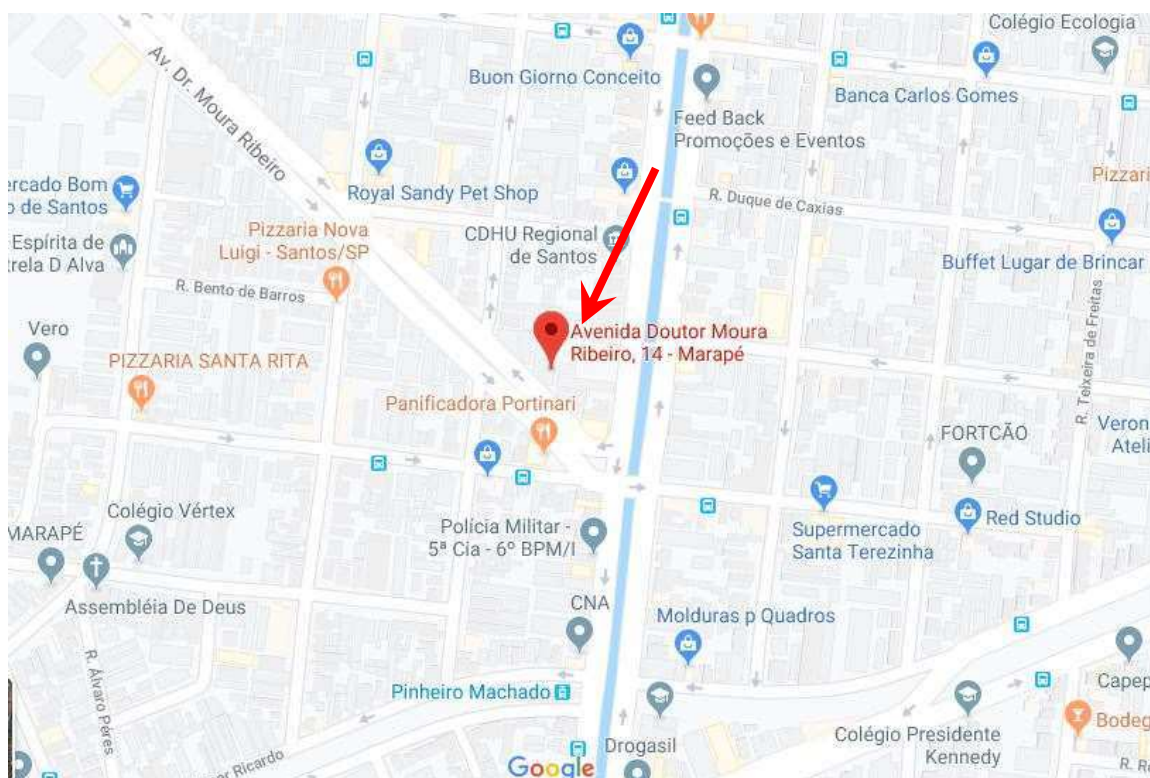 Colégio Ecologia
Av. Dr. Moura Ribeiro
Buon Giorno Conceito
Banca Carlos Gomes
Feed Back
Promoções e Eventos
ercado Bom
o de Santos
Royal Sandy Pet Shop
R. Duque de Caxias
Pizzari
Pizzaria Nova
Luigi - Santos/SP
CDHU Regional
de Santos
Espírita de
trela D Alva
Buffet Lugar de Brincar
R. Bento de Barros
Vero
Avenida Doutor Moura
Ribeiro, 14 - Marapé
PIZZARIA SANTA RITA
R. Teixeira de Freitas
Panificadora Portinari
FORTCÃO
Veron
Ateli
Colégio Vértex
MARAPÉ
Polícia Militar -
5ª Cia - 6º BPM/I
Supermercado
Santa Terezinha
Red Studio
Assembléia De Deus
CNA
Molduras p Quadros
R. Álvaro Péres
Pinheiro Machado
Capep
Colégio Presidente
Kennedy
Bodeg
Drogasil
or Ricardo
Google
R. R